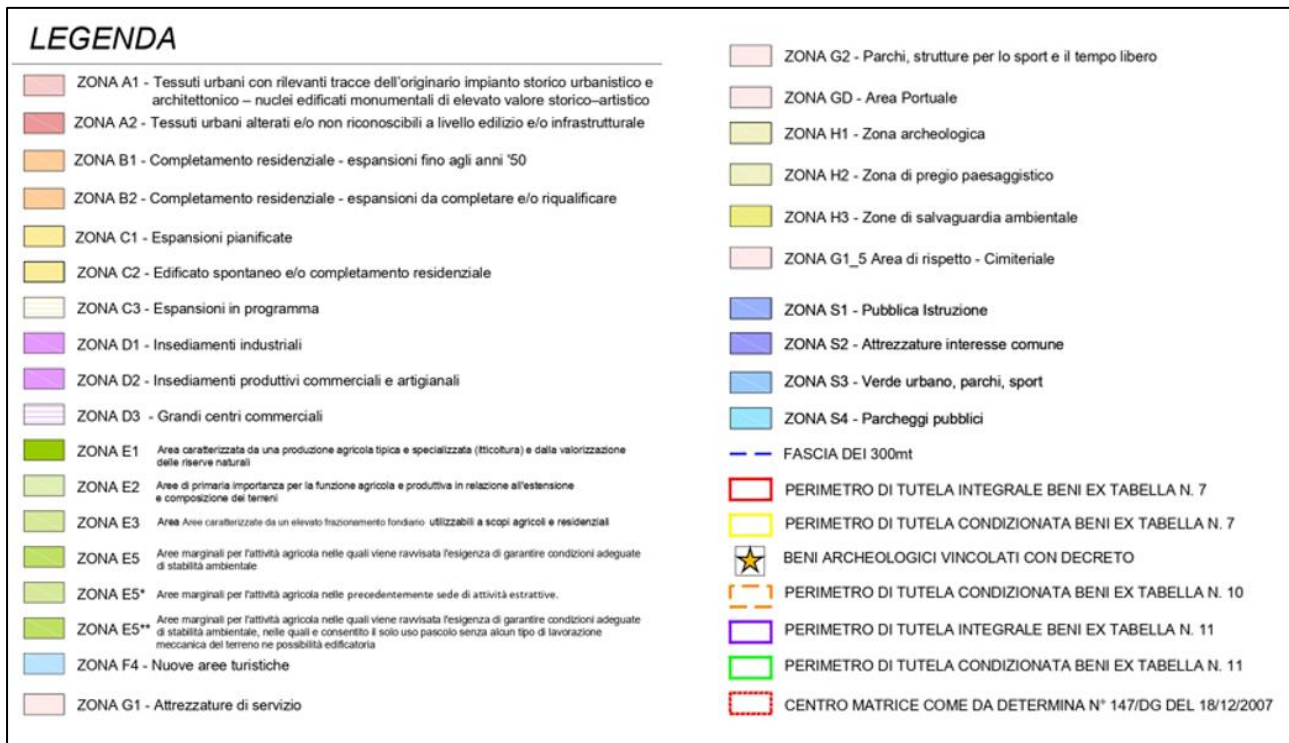 LEGENDA
ZONA A1 - Tessuti urbani con rilevanti tracce dell'originario impianto storico urbanistico e
architettonico – nuclei edificati monumentali di elevato valore storico–artistico
ZONA A2 - Tessuti urbani alterati e/o non riconoscibili a livello edilizio e/o infrastrutturale
ZONA B1 - Completamento residenziale - espansioni fino agli anni '50
ZONA B2 - Completamento residenziale - espansioni da completare e/o riqualificare
ZONA C1 - Espansioni pianificate
ZONA C2 - Edificato spontaneo e/o completamento residenziale
ZONA C3 - Espansioni in programma
ZONA D1 - Insediamenti industriali
ZONA D2 - Insediamenti produttivi commerciali e artigianali
ZONA D3 - Grandi centri commerciali
ZONA E1 Area caratterizzata da una produzione agricola tipica e specializzata (itticoltura) e dalla valorizzazione
delle riserve naturali
ZONA E2 Aree di primaria importanza per la funzione agricola e produttiva in relazione all'estensione
e composizione dei terreni
ZONA E3 Area Aree caratterizzate da un elevato frazionamento fondiario utilizzabili a scopi agricoli e residenziali
ZONA E5 Aree marginali per l'attività agricola nelle quali viene ravvisata l'esigenza di garantire condizioni adeguate
di stabilità ambientale
ZONA E5* Aree marginali per l'attività agricola nelle precedentemente sede di attività estrattive.
ZONA E5** Aree marginali per l'attività agricola nelle quali viene ravvisata l'esigenza di garantire condizioni adeguate
di stabilità ambientale, nelle quali e consentito il solo uso pascolo senza alcun tipo di lavorazione
meccanica del terreno ne possibilità edificatoria
ZONA F4 - Nuove aree turistiche
ZONA G1 - Attrezzature di servizio
ZONA G2 - Parchi, strutture per lo sport e il tempo libero
ZONA GD - Area Portuale
ZONA H1 - Zona archeologica
ZONA H2 - Zona di pregio paesaggistico
ZONA H3 - Zone di salvaguardia ambientale
ZONA G1_5 Area di rispetto - Cimiteriale
ZONA S1 - Pubblica Istruzione
ZONA S2 - Attrezzature interesse comune
ZONA S3 - Verde urbano, parchi, sport
ZONA S4 - Parcheggi pubblici
FASCIA DEI 300mt
PERIMETRO DI TUTELA INTEGRALE BENI EX TABELLA N. 7
PERIMETRO DI TUTELA CONDIZIONATA BENI EX TABELLA N. 7
BENI ARCHEOLOGICI VINCOLATI CON DECRETO
PERIMETRO DI TUTELA CONDIZIONATA BENI EX TABELLA N. 10
PERIMETRO DI TUTELA INTEGRALE BENI EX TABELLA N. 11
PERIMETRO DI TUTELA CONDIZIONATA BENI EX TABELLA N. 11
CENTRO MATRICE COME DA DETERMINA N° 147/DG DEL 18/12/2007